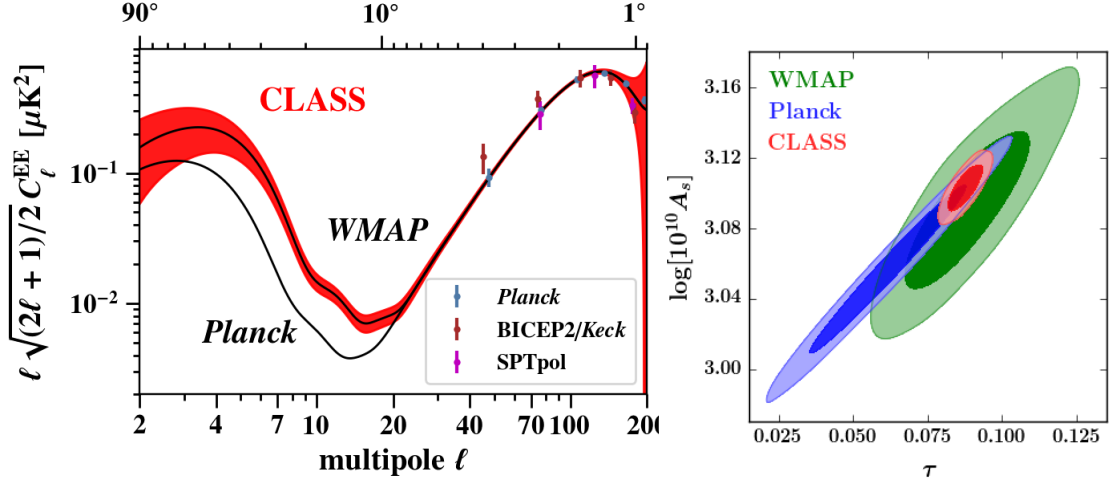 90° 10° 1°
ℓ √(2ℓ + 1)/2 C_ℓ^EE [μK²]
10⁻¹
10⁻²
CLASS
WMAP
Planck
Planck
BICEP2/Keck
SPTpol
2 4 7 10 20 40 70 100 200
multipole ℓ
log[10¹⁰ A_s]
3.16
3.12
3.08
3.04
3.00
WMAP
Planck
CLASS
0.025 0.050 0.075 0.100 0.125
τ